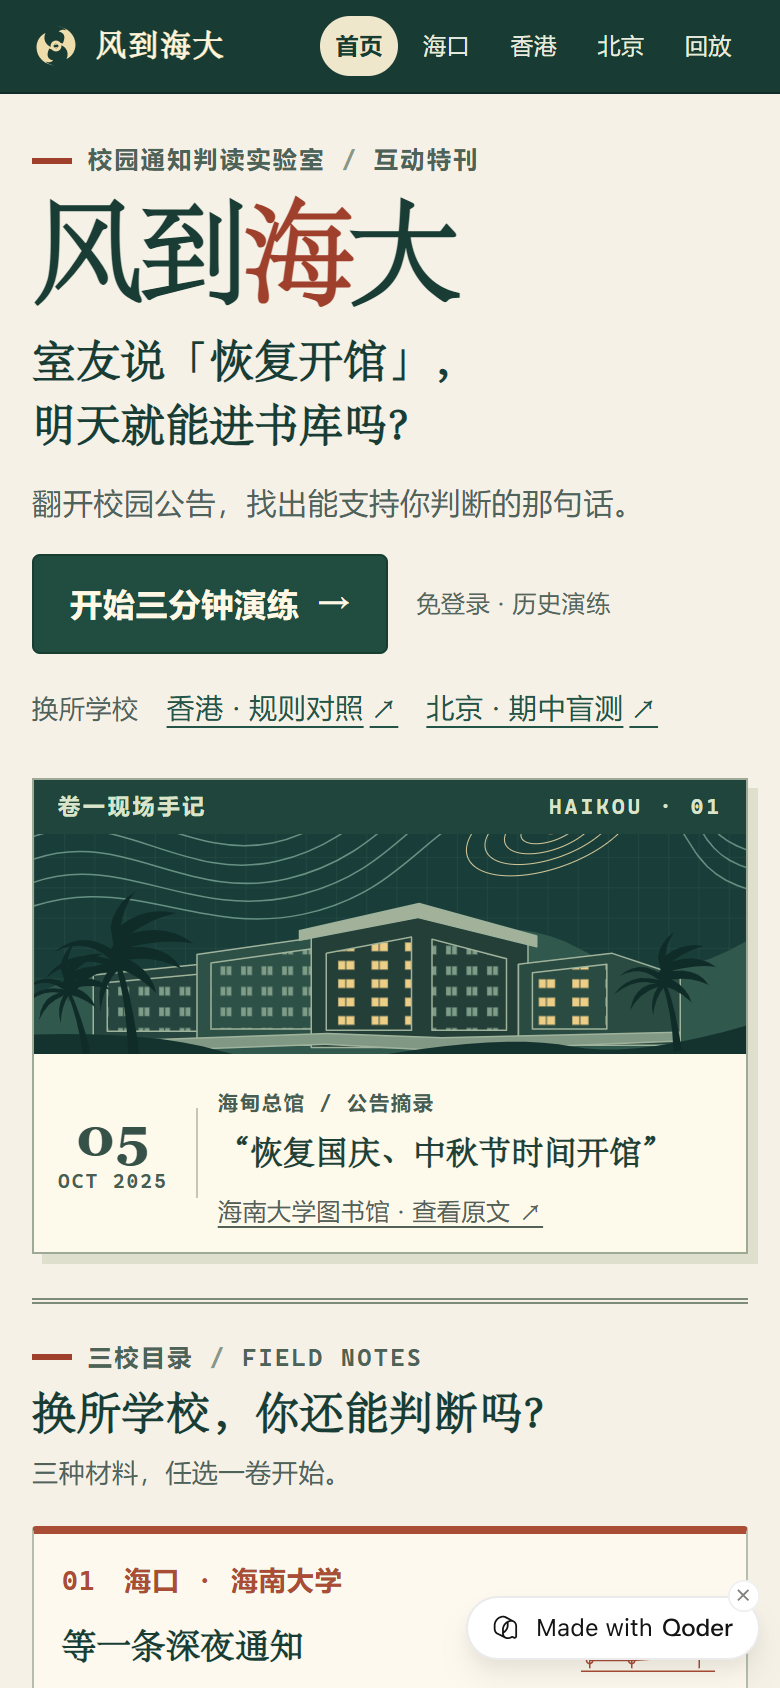 风到海大
首页 海口 香港 北京 回放
校园通知判读实验室 / 互动特刊
风到海大
室友说「恢复开馆」，
明天就能进书库吗？
翻开校园公告，找出能支持你判断的那句话。
开始三分钟演练 →
免登录 · 历史演练
换所学校 香港 · 规则对照 ↗ 北京 · 期中盲测 ↗
卷一现场手记 HAIKOU · 01
海甸总馆 / 公告摘录
05
OCT 2025
“恢复国庆、中秋节时间开馆”
海南大学图书馆 · 查看原文 ↗
三校目录 / FIELD NOTES
换所学校，你还能判断吗？
三种材料，任选一卷开始。
01 海口 · 海南大学
等一条深夜通知
Made with Qoder